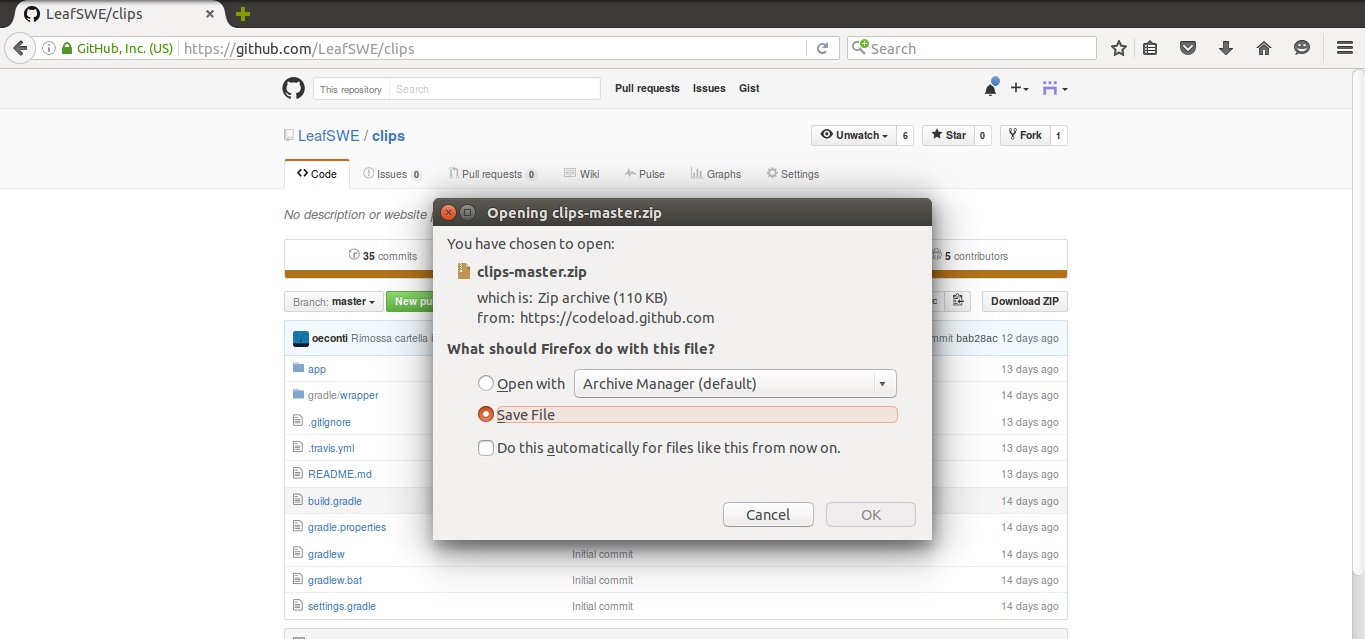 LeafSWE/clips
GitHub, Inc. (US) https://github.com/LeafSWE/clips Search
This repository Search Pull requests Issues Gist
LeafSWE / clips Unwatch 6 Star 0 Fork 1
Code Issues 0 Pull requests 0 Wiki Pulse Graphs Settings
No description or website
35 commits 5 contributors
Branch: master New Download ZIP
oeconti Rimossa cartella bab28ac 12 days ago
app 13 days ago
gradle/wrapper 14 days ago
.gitignore 13 days ago
.travis.yml 13 days ago
README.md 13 days ago
build.gradle 14 days ago
gradle.properties 14 days ago
gradlew Initial commit 14 days ago
gradlew.bat Initial commit 14 days ago
settings.gradle Initial commit 14 days ago
Opening clips-master.zip
You have chosen to open:
clips-master.zip
which is: Zip archive (110 KB)
from: https://codeload.github.com
What should Firefox do with this file?
Open with Archive Manager (default)
Save File
Do this automatically for files like this from now on.
Cancel OK